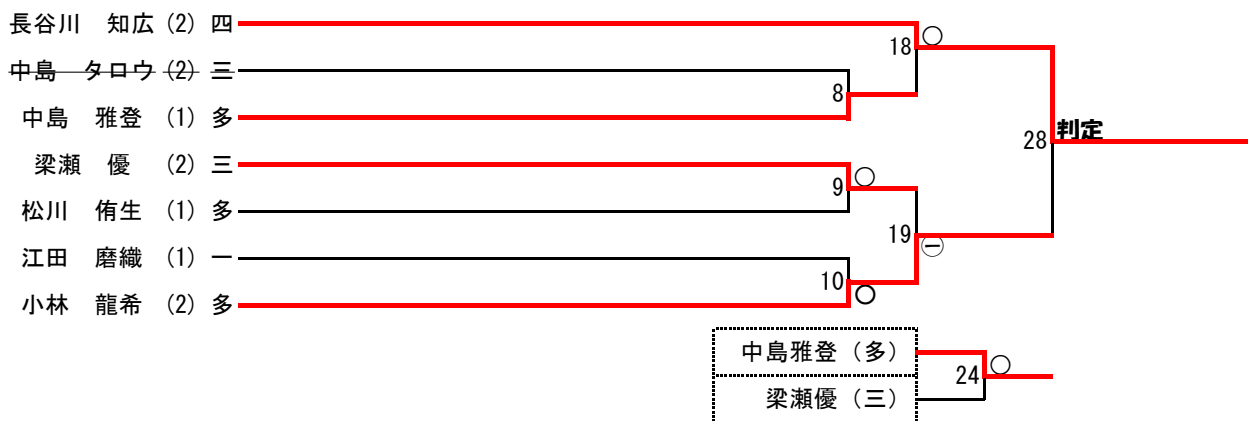 長谷川　知広 (2) 四
18 ○
中島　タロウ (2) 三
8
中島　雅登 (1) 多
28 判定
梁瀬　優　(2) 三
9 ○
松川　侑生 (1) 多
19 ㊀
江田　磨織 (1) 一
10 ○
小林　龍希 (2) 多
中島雅登（多）
24 ○
梁瀬優（三）